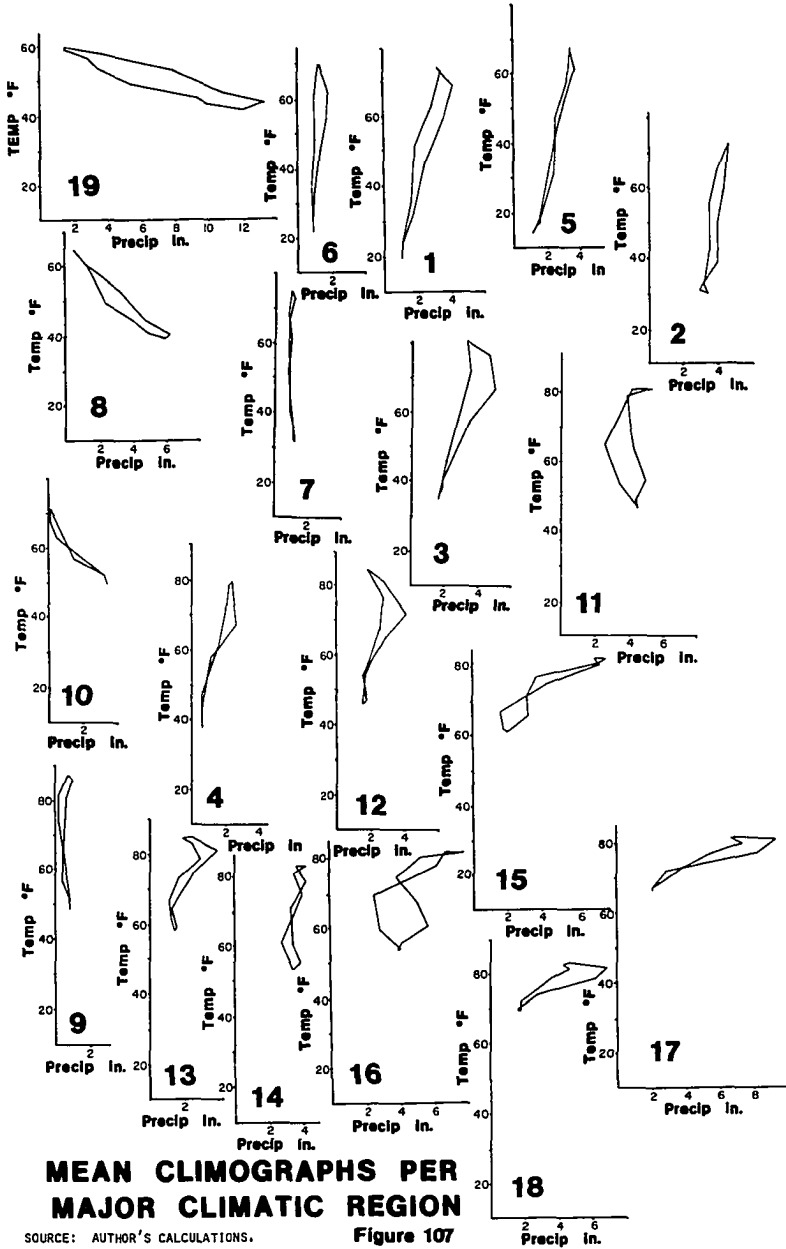 60
40
20
TEMP °F
19
2 4 6 8 10 12
Precip In.
60
40
20
Temp °F
6
2
Precip In.
60
40
20
Temp °F
1
2 4
Precip in.
60
40
20
Temp °F
5
2 4
Precip in
60
40
20
Temp °F
2
2 4 6
Precip in.
60
40
20
Temp °F
8
2 4 6
Precip in.
60
40
20
Temp °F
7
2
Precip In.
60
40
20
Temp °F
3
2 4
Precip In.
80
60
40
20
Temp °F
11
2 4 6
Precip in.
60
40
20
Temp °F
10
2
Precip In.
60
40
20
Temp °F
4
2 4
Precip in
80
60
40
20
Temp °F
12
2 4
Precip In.
80
60
40
20
Temp °F
15
2 4 6
Precip in.
80
60
40
20
Temp °F
9
2
Precip in.
80
60
40
20
Temp °F
13
2
Precip in.
80
60
40
20
Temp °F
14
2 4
Precip in.
80
60
40
20
Temp °F
16
2 4 6
Precip in.
80
60
40
20
Temp °F
17
2 4 6 8
Precip in.
80
60
40
20
Temp °F
18
2 4 6
Precip in.
MEAN CLIMOGRAPHS PER
MAJOR CLIMATIC REGION
SOURCE: AUTHOR'S CALCULATIONS. Figure 107